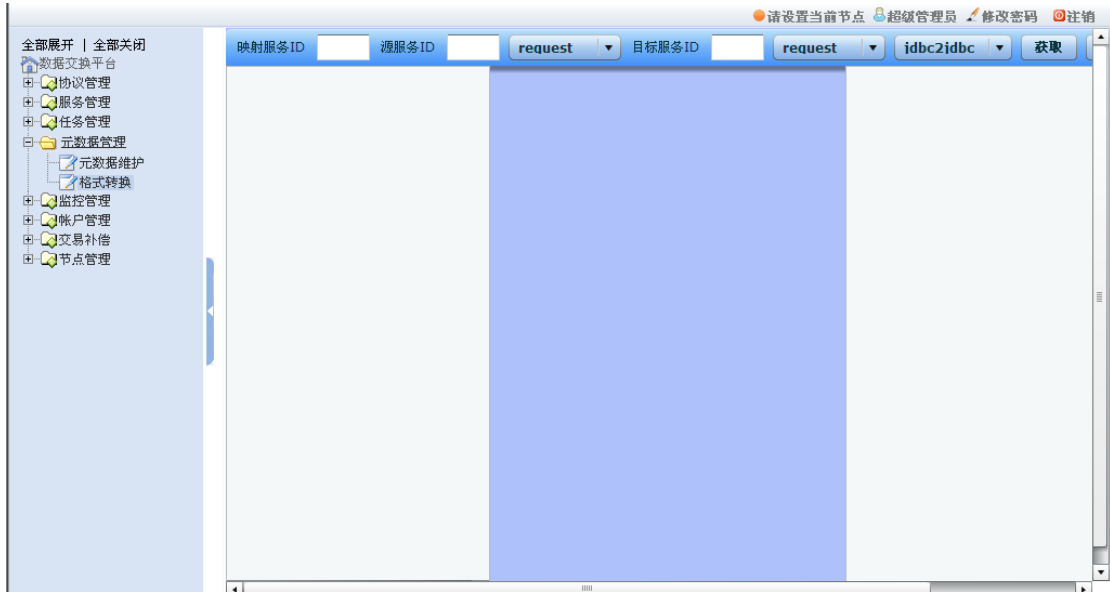 请设置当前节点 超级管理员 修改密码 注销
全部展开 | 全部关闭
数据交换平台
协议管理
服务管理
任务管理
元数据管理
元数据维护
格式转换
监控管理
帐户管理
交易补偿
节点管理
映射服务ID 源服务ID request 目标服务ID request jdbc2jdbc 获取